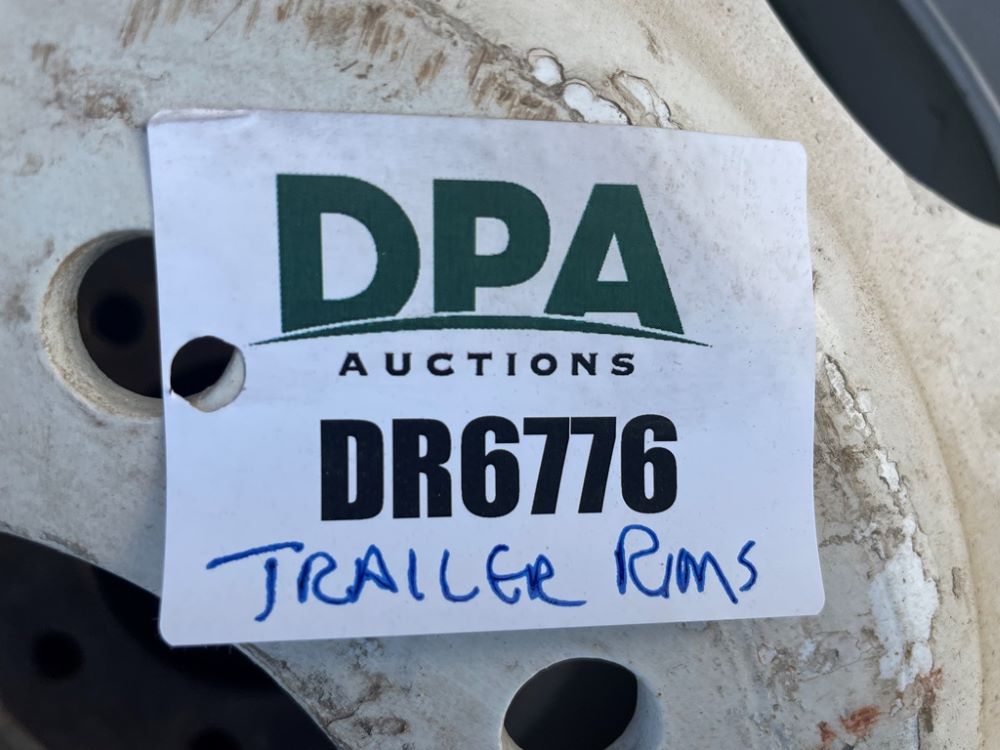 DPA
AUCTIONS
DR6776
TRAILER RIMS